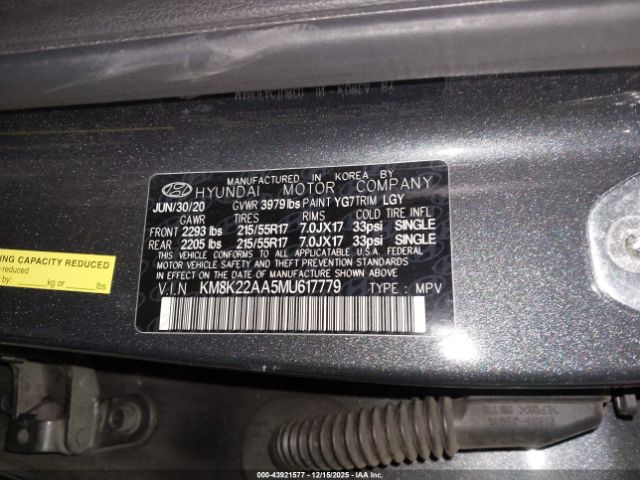 MANUFACTURED IN KOREA BY
HYUNDAI MOTOR COMPANY
JUN/30/20 GVWR 3979 lbs PAINT YG7 TRIM LGY
GAWR TIRES RIMS COLD TIRE INFL
FRONT 2293 lbs 215/55R17 7.0JX17 33psi SINGLE
REAR 2205 lbs 215/55R17 7.0JX17 33psi SINGLE
THIS VEHICLE CONFORMS TO ALL APPLICABLE U.S.A. FEDERAL
MOTOR VEHICLE SAFETY, BUMPER, AND THEFT PREVENTION STANDARDS
IN EFFECT ON THE DATE OF MANUFACTURE SHOWN ABOVE.
V.I.N KM8K22AA5MU617779 TYPE : MPV
NG CAPACITY REDUCED
reduced
by: kg or lbs
000-43921577 - 12/15/2025 - IAAI.com